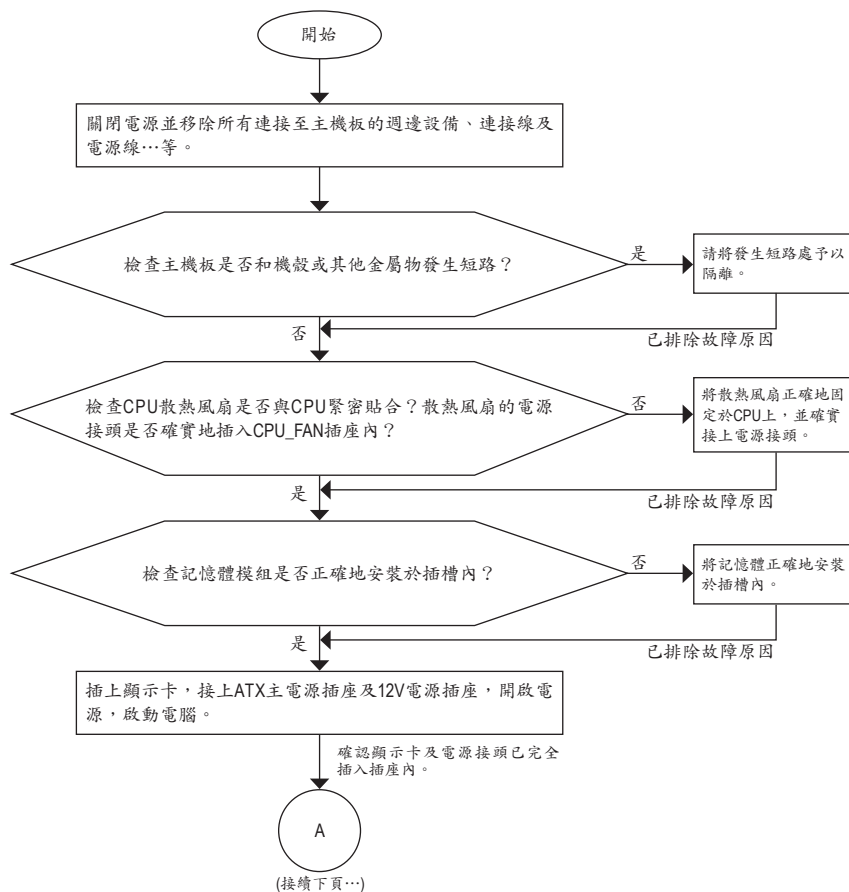 開始
關閉電源並移除所有連接至主機板的週邊設備、連接線及
電源線…等。
檢查主機板是否和機殼或其他金屬物發生短路？
是
請將發生短路處予以
隔離。
否
已排除故障原因
檢查CPU散熱風扇是否與CPU緊密貼合？散熱風扇的電源
接頭是否確實地插入CPU_FAN插座內？
否
將散熱風扇正確地固
定於CPU上，並確實
接上電源接頭。
是
已排除故障原因
檢查記憶體模組是否正確地安裝於插槽內？
否
將記憶體正確地安裝
於插槽內。
是
已排除故障原因
插上顯示卡，接上ATX主電源插座及12V電源插座，開啟電
源，啟動電腦。
確認顯示卡及電源接頭已完全
插入插座內。
A
(接續下頁…)